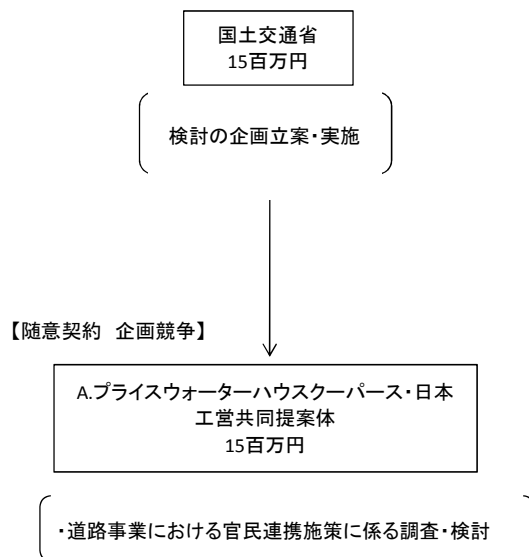 国土交通省
15百万円
検討の企画立案・実施
【随意契約 企画競争】
A.プライスウォーターハウスクーパース・日本
工営共同提案体
15百万円
・道路事業における官民連携施策に係る調査・検討